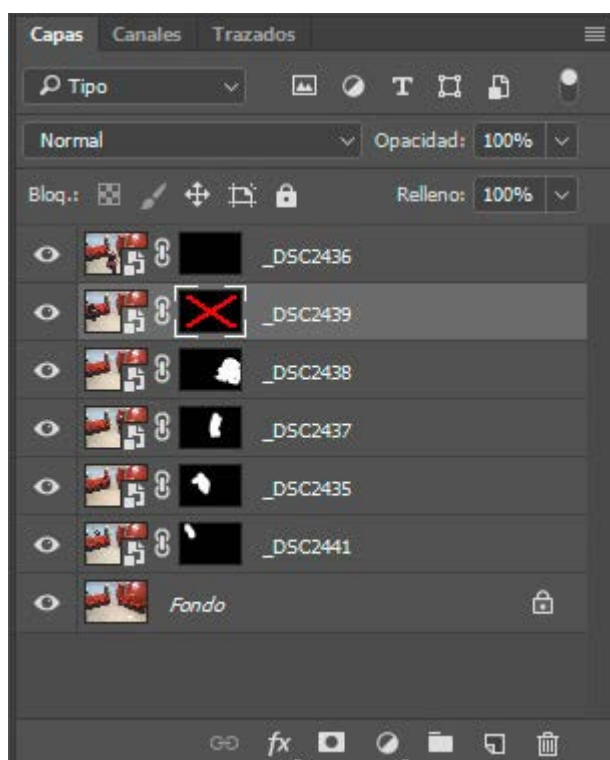 Capas Canales Trazados
Tipo
Normal Opacidad: 100%
Bloq.: Relleno: 100%
_DSC2436
_DSC2439
_DSC2438
_DSC2437
_DSC2435
_DSC2441
Fondo
fx